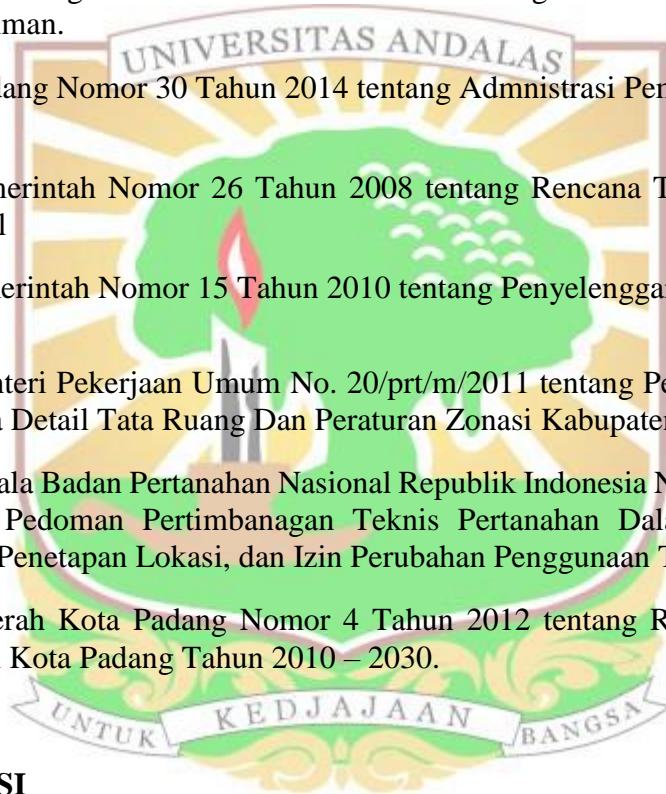 iman.
UNIVERSITAS ANDALAS
lang Nomor 30 Tahun 2014 tentang Admnistrasi Pen
merintah Nomor 26 Tahun 2008 tentang Rencana T
l
erintah Nomor 15 Tahun 2010 tentang Penyelenggar
nteri Pekerjaan Umum No. 20/prt/m/2011 tentang Pe
a Detail Tata Ruang Dan Peraturan Zonasi Kabupaten
ala Badan Pertanahan Nasional Republik Indonesia N
Pedoman Pertimbanagan Teknis Pertanahan Dala
Penetapan Lokasi, dan Izin Perubahan Penggunaan T
erah Kota Padang Nomor 4 Tahun 2012 tentang R
Kota Padang Tahun 2010 – 2030.
UNTUK KEDJAJAAN BANGSA
SI